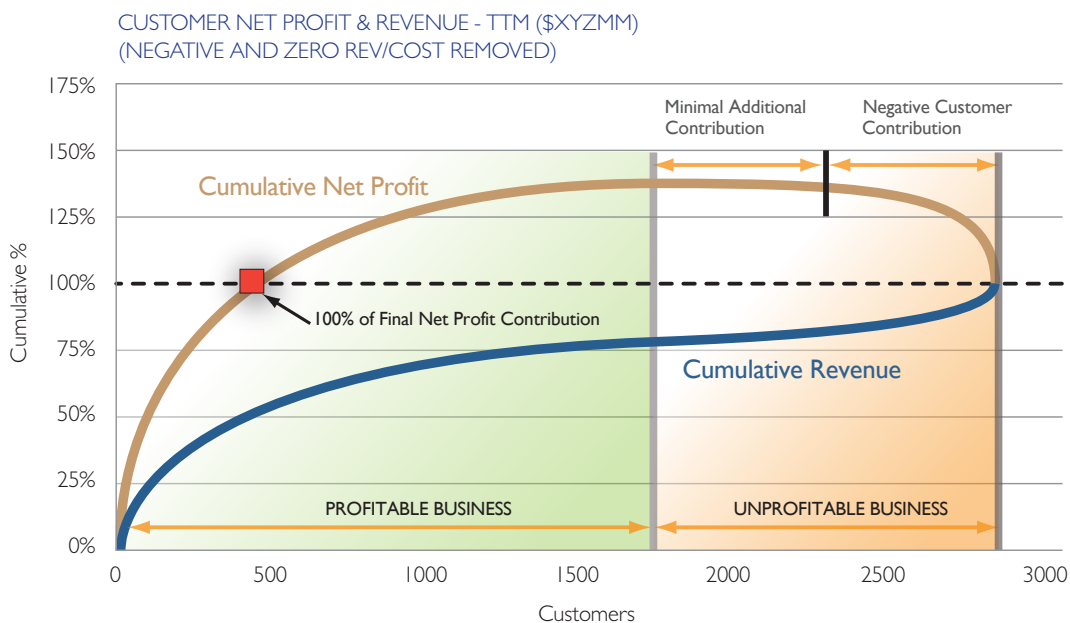 CUSTOMER NET PROFIT & REVENUE - TTM ($XYZMM)
(NEGATIVE AND ZERO REV/COST REMOVED)
175%
150%
125%
100%
75%
50%
25%
0%
Cumulative %
Minimal Additional
Contribution
Negative Customer
Contribution
Cumulative Net Profit
100% of Final Net Profit Contribution
Cumulative Revenue
PROFITABLE BUSINESS
UNPROFITABLE BUSINESS
0
500
1000
1500
2000
2500
3000
Customers